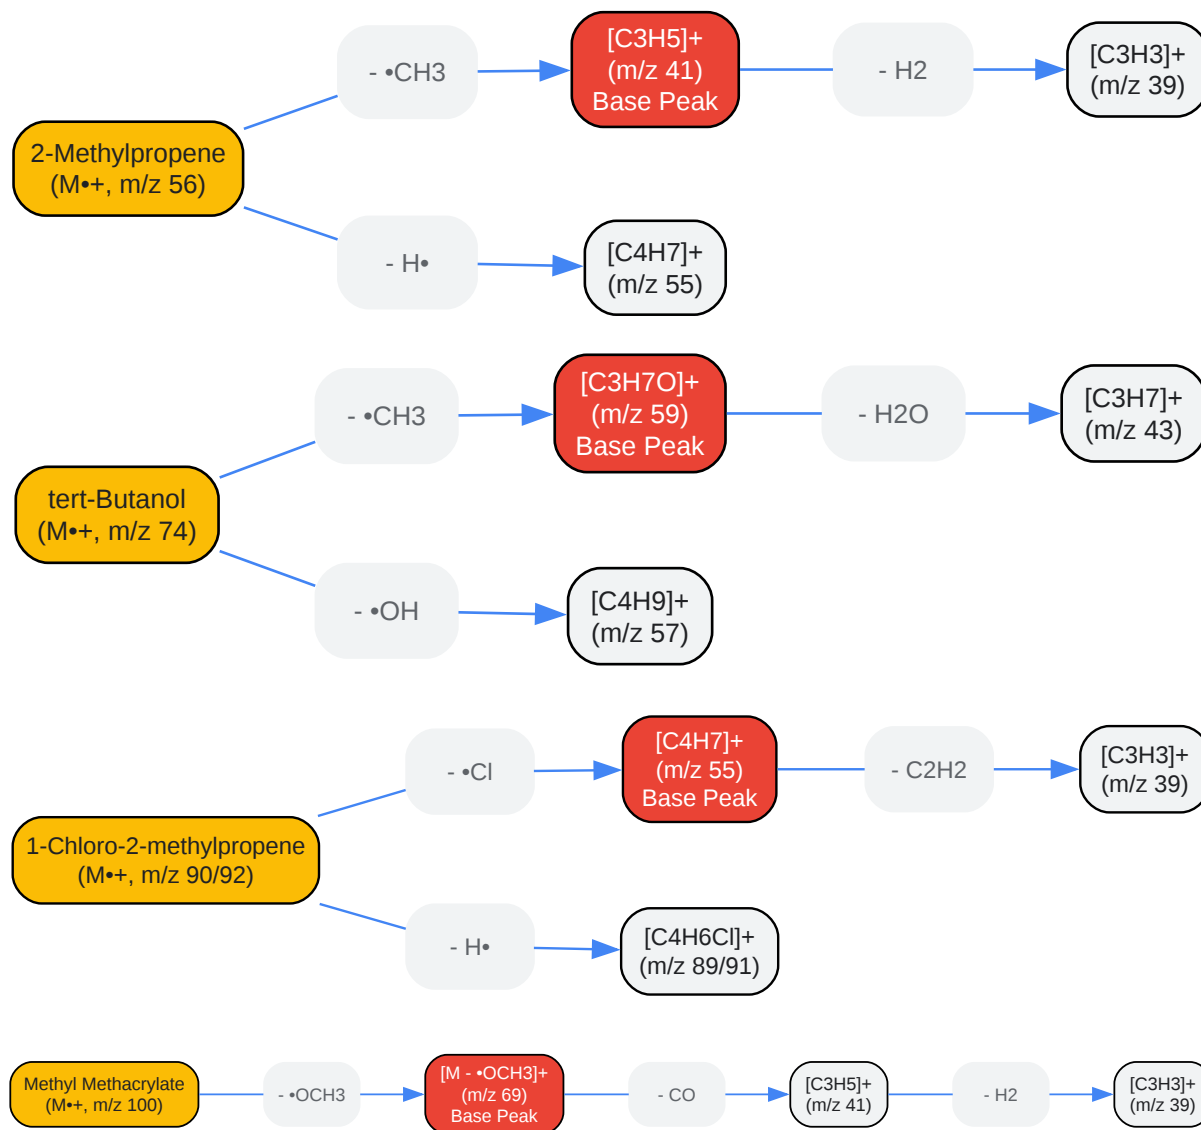 - •CH3
[C3H5]+
(m/z 41)
Base Peak
- H2
[C3H3]+
(m/z 39)
2-Methylpropene
(M•+, m/z 56)
- H•
[C4H7]+
(m/z 55)
- •CH3
[C3H7O]+
(m/z 59)
Base Peak
- H2O
[C3H7]+
(m/z 43)
tert-Butanol
(M•+, m/z 74)
- •OH
[C4H9]+
(m/z 57)
- •Cl
[C4H7]+
(m/z 55)
Base Peak
- C2H2
[C3H3]+
(m/z 39)
1-Chloro-2-methylpropene
(M•+, m/z 90/92)
- H•
[C4H6Cl]+
(m/z 89/91)
Methyl Methacrylate
(M•+, m/z 100)
- •OCH3
[M - •OCH3]+
(m/z 69)
Base Peak
- CO
[C3H5]+
(m/z 41)
- H2
[C3H3]+
(m/z 39)